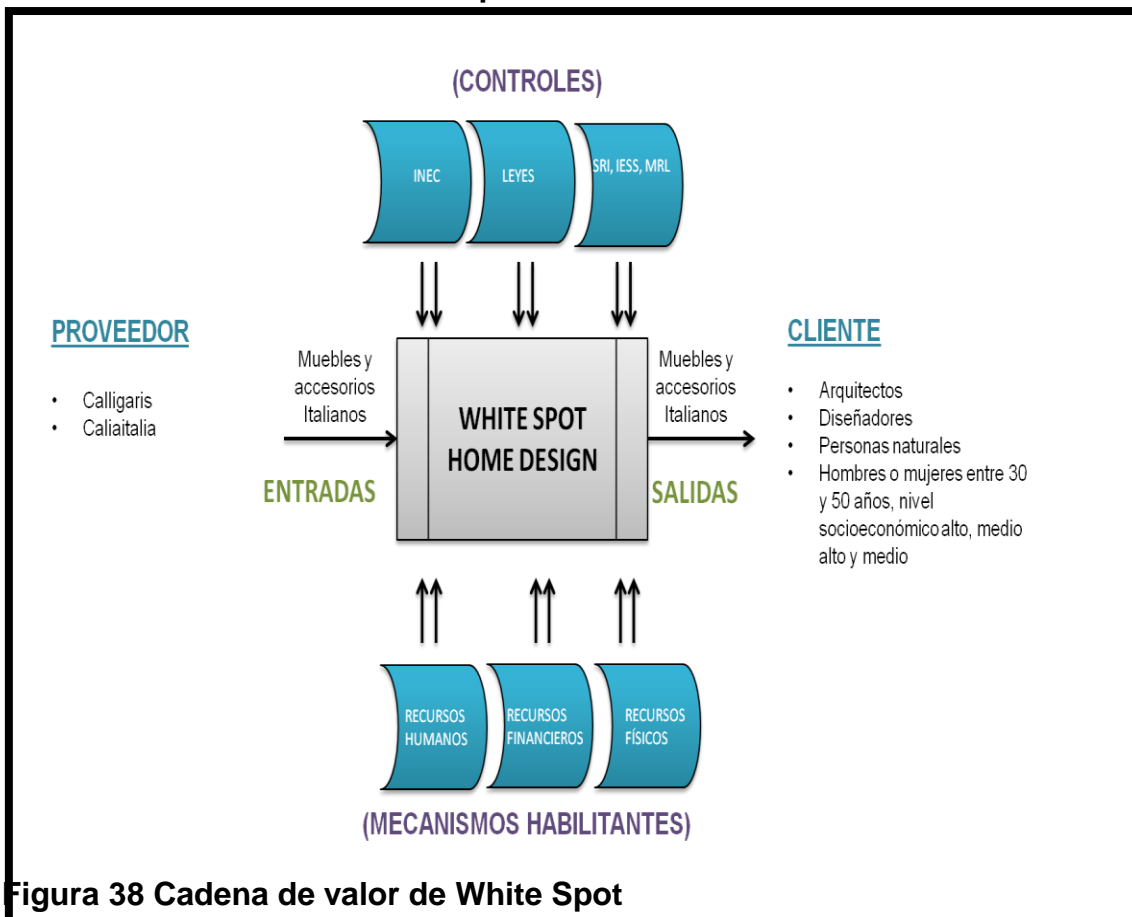 (CONTROLES)
INEC
LEYES
SRI, IESS, MRL
PROVEEDOR
• Calligaris
• Caliaitalia
Muebles y
accesorios
Italianos
ENTRADAS
WHITE SPOT
HOME DESIGN
Muebles y
accesorios
Italianos
SALIDAS
CLIENTE
• Arquitectos
• Diseñadores
• Personas naturales
• Hombres o mujeres entre 30
y 50 años, nivel
socioeconómico alto, medio
alto y medio
RECURSOS
HUMANOS
RECURSOS
FINANCIEROS
RECURSOS
FÍSICOS
(MECANISMOS HABILITANTES)
Figura 38 Cadena de valor de White Spot